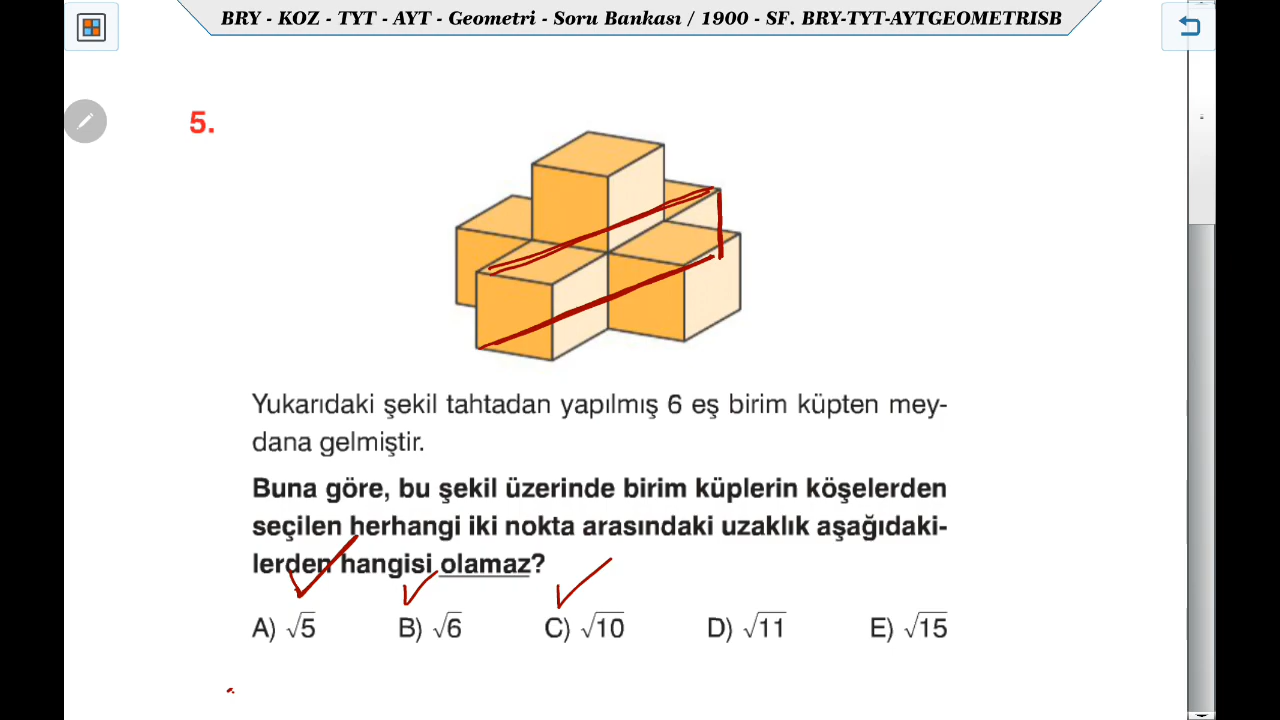 BRY - KOZ - TYT - AYT - Geometri - Soru Bankası / 1900 - SF. BRY-TYT-AYTGEOMETRISB
5.
Yukarıdaki şekil tahtadan yapılmış 6 eş birim küpten mey-
dana gelmiştir.
Buna göre, bu şekil üzerinde birim küplerin köşelerden
seçilen herhangi iki nokta arasındaki uzaklık aşağıdaki-
lerden hangisi olamaz?
A) √5 B) √6 C) √10 D) √11 E) √15